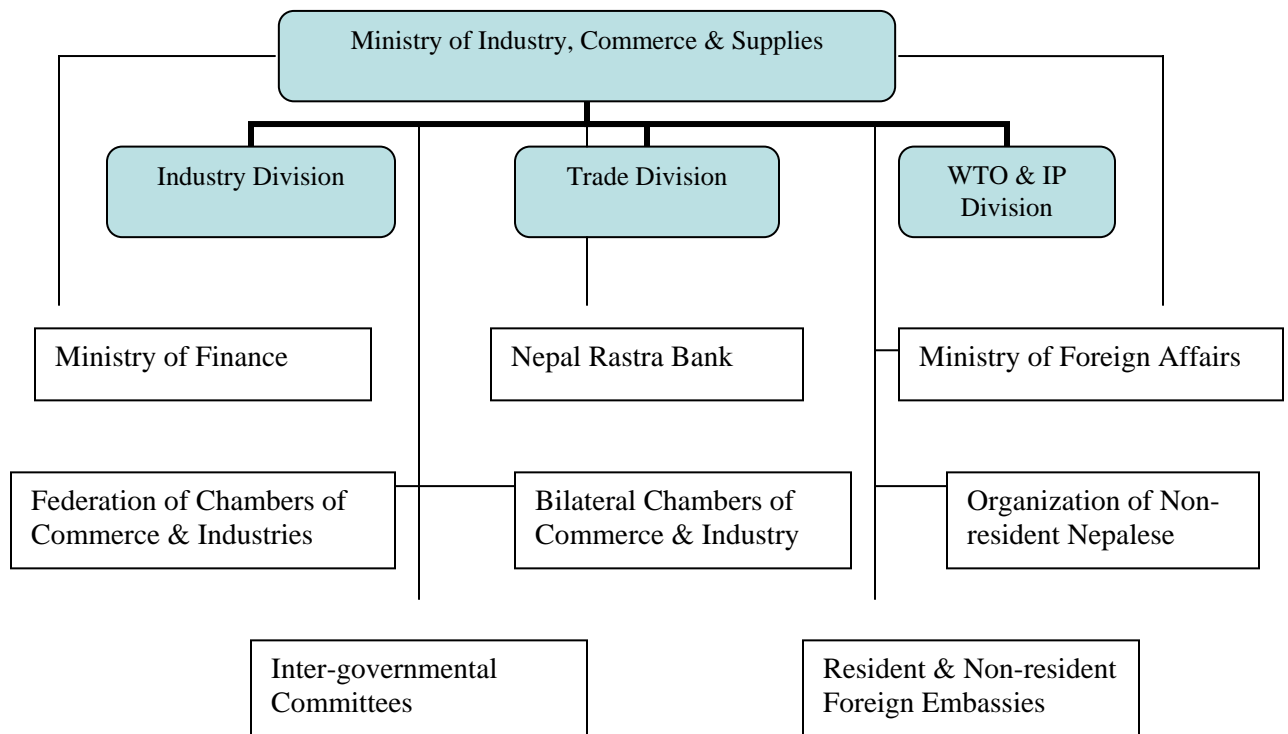 Ministry of Industry, Commerce & Supplies
Industry Division
Trade Division
WTO & IP
Division
Ministry of Finance
Nepal Rastra Bank
Ministry of Foreign Affairs
Federation of Chambers of
Commerce & Industries
Bilateral Chambers of
Commerce & Industry
Organization of Non-
resident Nepalese
Inter-governmental
Committees
Resident & Non-resident
Foreign Embassies